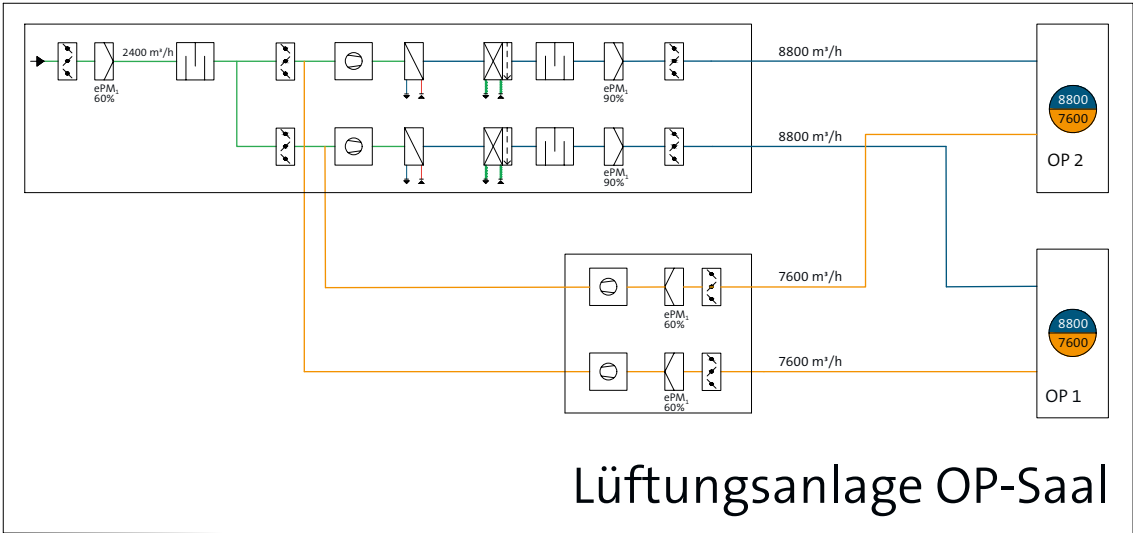 2400 m³/h
ePM₁
60%
ePM₁
90%
8800 m³/h
8800
7600
OP 2
ePM₁
90%
8800 m³/h
ePM₁
60%
7600 m³/h
8800
7600
OP 1
ePM₁
60%
7600 m³/h
Lüftungsanlage OP-Saal